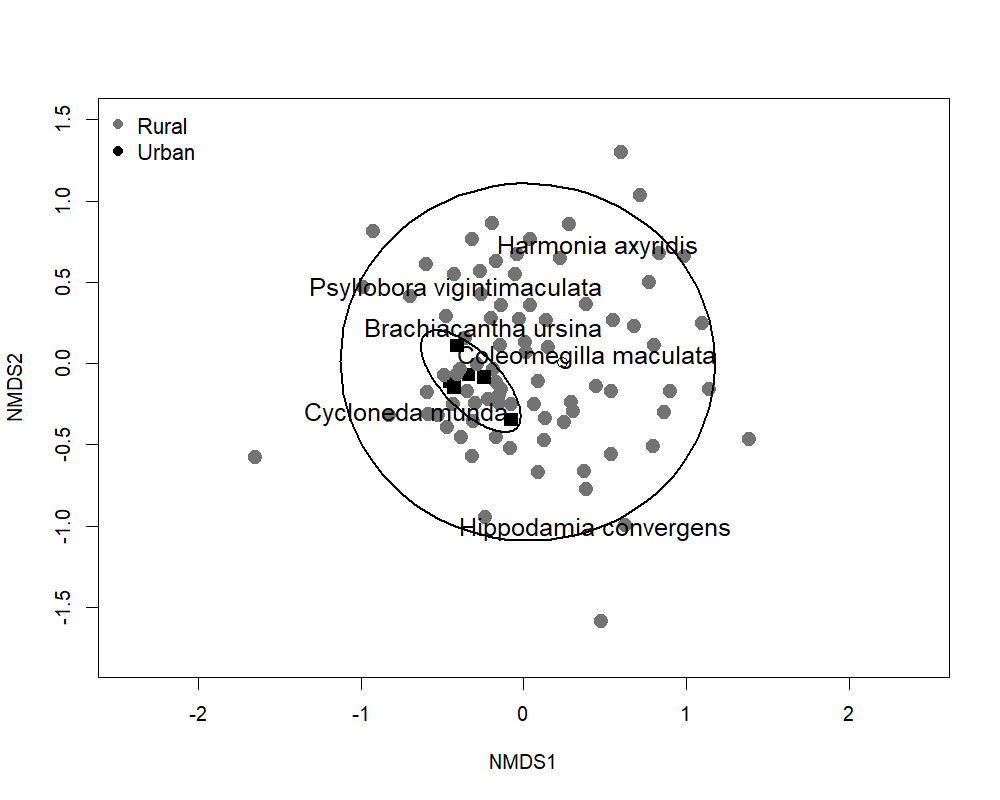 Rural
Urban
Harmonia axyridis
Psyllobora vigintimaculata
Brachiacantha ursina
Coleomegilla maculata
Cycloneda munda
Hippodamia convergens
1.5
1.0
0.5
0.0
-0.5
-1.0
-1.5
NMDS2
-2
-1
0
1
2
NMDS1